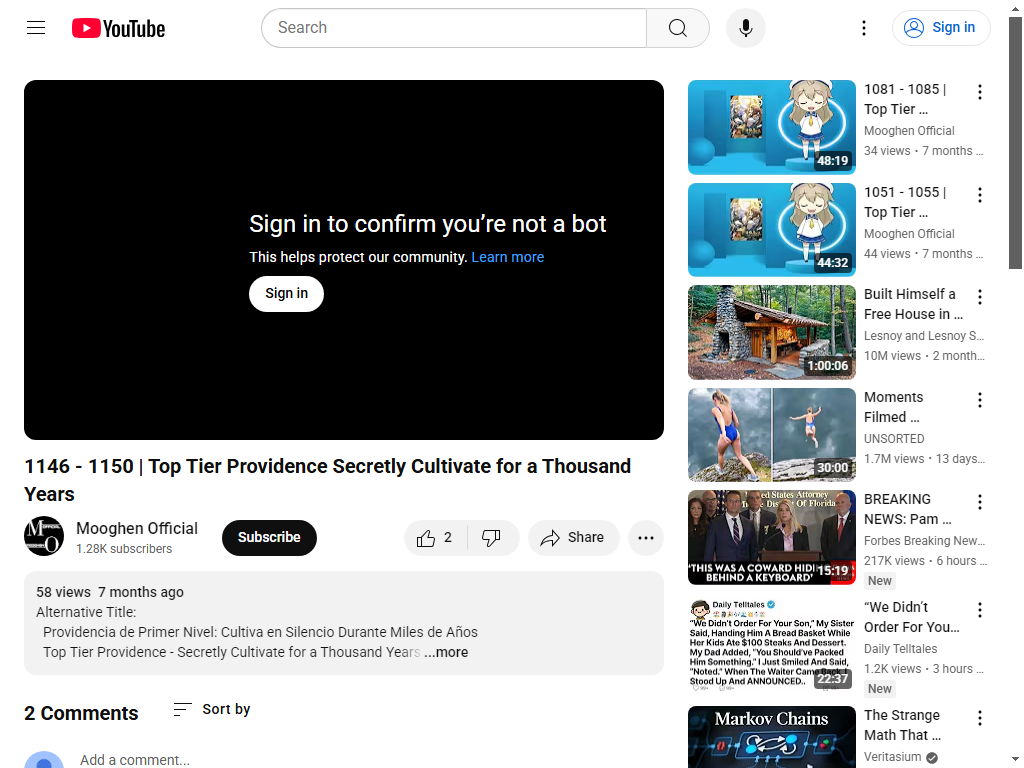 YouTube
Search
Sign in
Sign in to confirm you’re not a bot
This helps protect our community. Learn more
Sign in
1146 - 1150 | Top Tier Providence Secretly Cultivate for a Thousand
Years
Mooghen Official
1.28K subscribers
Subscribe
2
Share
58 views 7 months ago
Alternative Title:
Providencia de Primer Nivel: Cultiva en Silencio Durante Miles de Años
Top Tier Providence - Secretly Cultivate for a Thousand Years ...more
2 Comments
Sort by
Add a comment...
48:19
1081 - 1085 |
Top Tier ...
Mooghen Official
34 views • 7 months ...
44:32
1051 - 1055 |
Top Tier ...
Mooghen Official
44 views • 7 months ...
1:00:06
Built Himself a
Free House in ...
Lesnoy and Lesnoy S...
10M views • 2 month...
30:00
Moments
Filmed ...
UNSORTED
1.7M views • 13 days...
United States Attorney
District Of Florida
'THIS WAS A COWARD HIDI
BEHIND A KEYBOARD'
15:19
BREAKING
NEWS: Pam ...
Forbes Breaking New...
217K views • 6 hours ...
New
Daily Telltales
"We Didn't Order For Your Son," My Sister
Said, Handing Him A Bread Basket While
Her Kids Ate $100 Steaks And Dessert.
My Dad Added, "You Should've Packed
Him Something." I Just Smiled And Said,
"Noted." When The Waiter Came Back, I
Stood Up And ANNOUNCED..
22:37
“We Didn’t
Order For You...
Daily Telltales
1.2K views • 3 hours ...
New
Markov Chains
The Strange
Math That ...
Veritasium